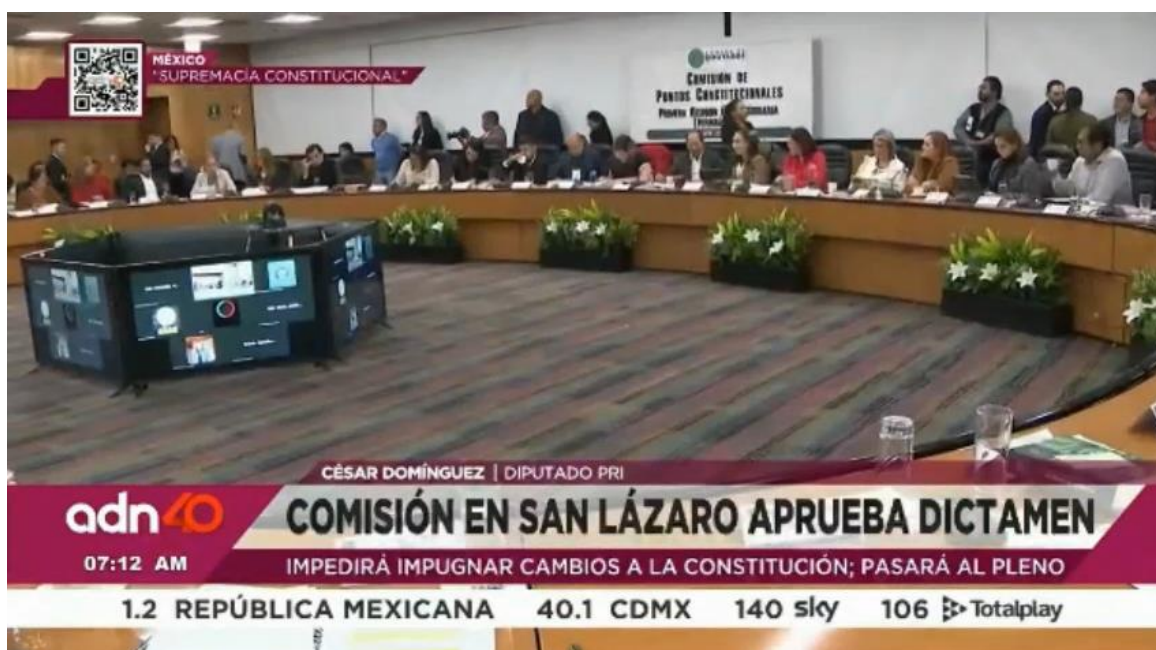 MÉXICO
"SUPREMACÍA CONSTITUCIONAL"
COMISIÓN DE
PUNTOS CONSTITUCIONALES
CÉSAR DOMÍNGUEZ | DIPUTADO PRI
adn40
COMISIÓN EN SAN LÁZARO APRUEBA DICTAMEN
07:12 AM
IMPEDIRÁ IMPUGNAR CAMBIOS A LA CONSTITUCIÓN; PASARÁ AL PLENO
1.2 REPÚBLICA MEXICANA 40.1 CDMX 140 sky 106 Totalplay